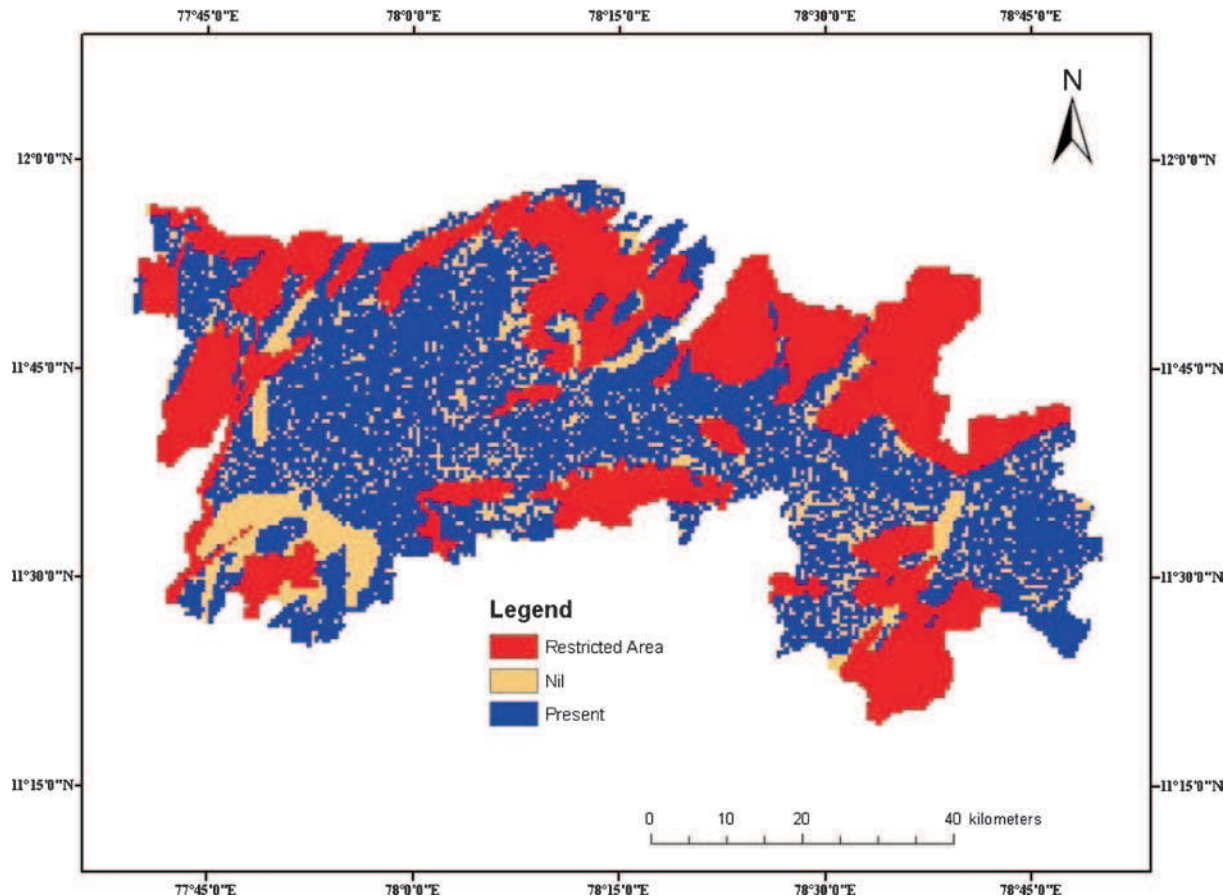 77°45'0"E 78°0'0"E 78°15'0"E 78°30'0"E 78°45'0"E
N
12°0'0"N 12°0'0"N
11°45'0"N 11°45'0"N
11°30'0"N 11°30'0"N
Legend
Restricted Area
Nil
Present
11°15'0"N 11°15'0"N
0 10 20 40 kilometers
77°45'0"E 78°0'0"E 78°15'0"E 78°30'0"E 78°45'0"E